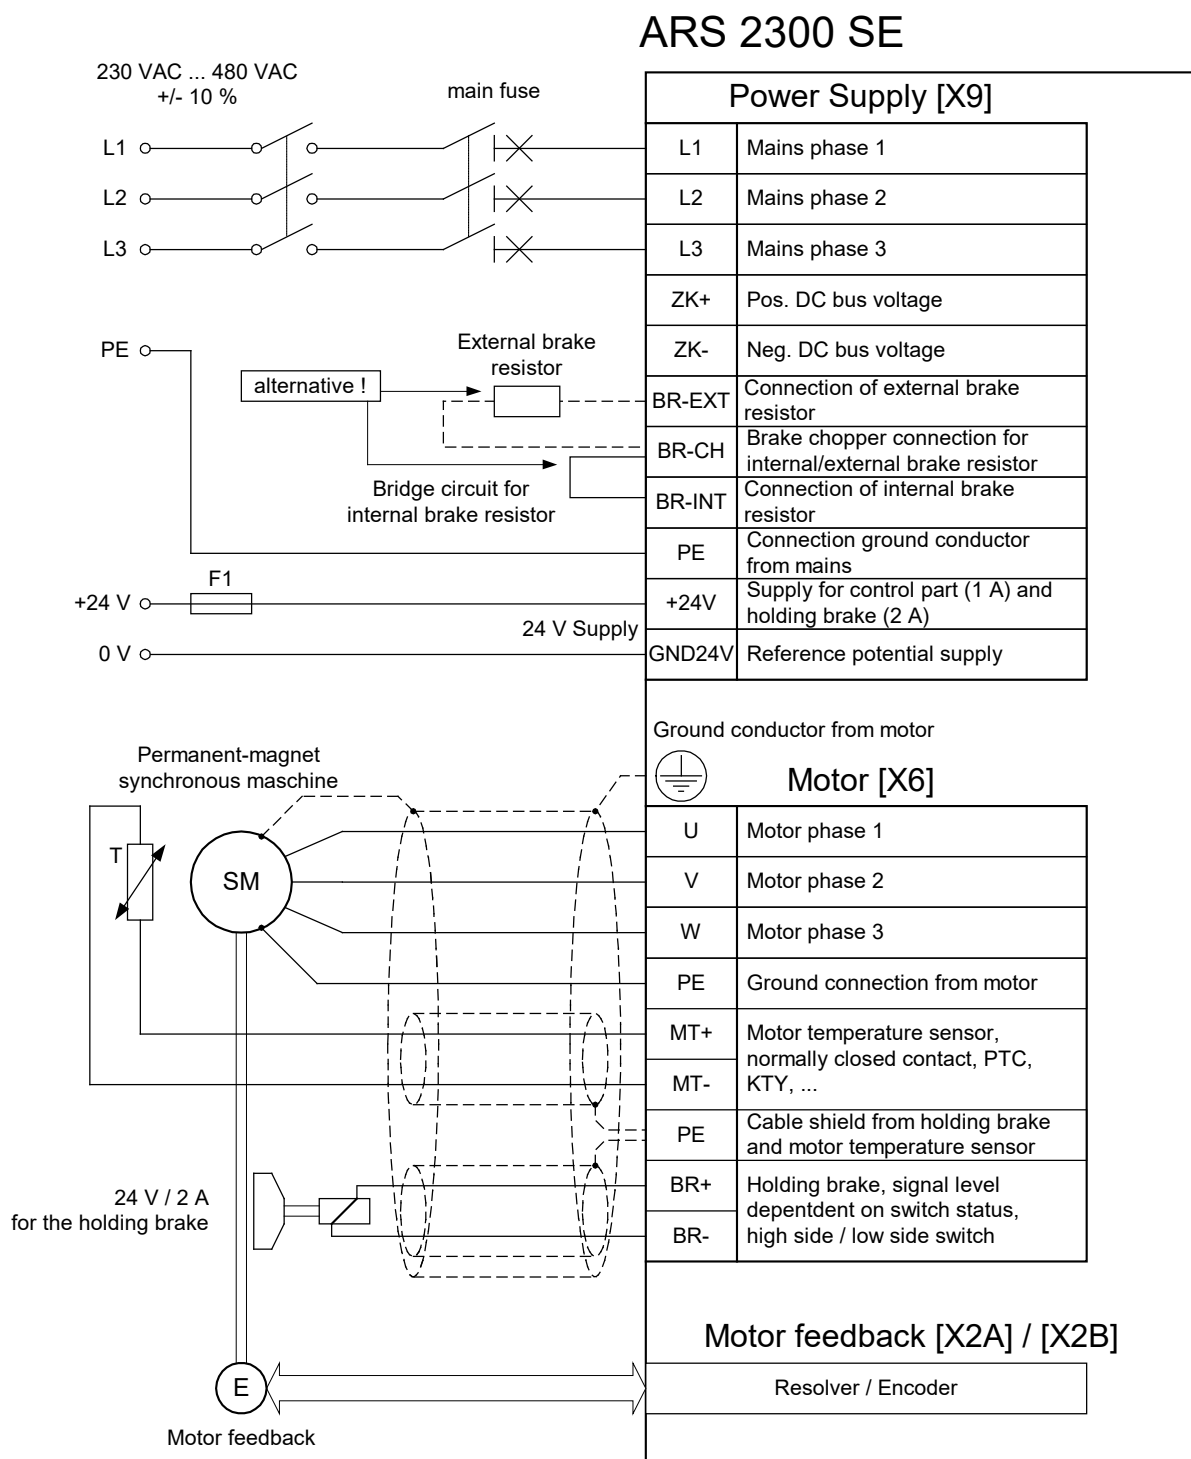 ARS 2300 SE
230 VAC ... 480 VAC
+/- 10 %
main fuse
Power Supply [X9]
L1
L1
Mains phase 1
L2
L2
Mains phase 2
L3
L3
Mains phase 3
ZK+
Pos. DC bus voltage
PE
External brake
resistor
ZK-
Neg. DC bus voltage
alternative !
BR-EXT
Connection of external brake
resistor
BR-CH
Brake chopper connection for
internal/external brake resistor
Bridge circuit for
internal brake resistor
BR-INT
Connection of internal brake
resistor
PE
Connection ground conductor
from mains
+24 V
F1
+24V
Supply for control part (1 A) and
holding brake (2 A)
24 V Supply
0 V
GND24V
Reference potential supply
Ground conductor from motor
Permanent-magnet
synchronous maschine
Motor [X6]
U
Motor phase 1
T
SM
V
Motor phase 2
W
Motor phase 3
PE
Ground connection from motor
MT+
MT-
Motor temperature sensor,
normally closed contact, PTC,
KTY, ...
PE
Cable shield from holding brake
and motor temperature sensor
24 V / 2 A
for the holding brake
BR+
BR-
Holding brake, signal level
depentdent on switch status,
high side / low side switch
Motor feedback [X2A] / [X2B]
E
Resolver / Encoder
Motor feedback